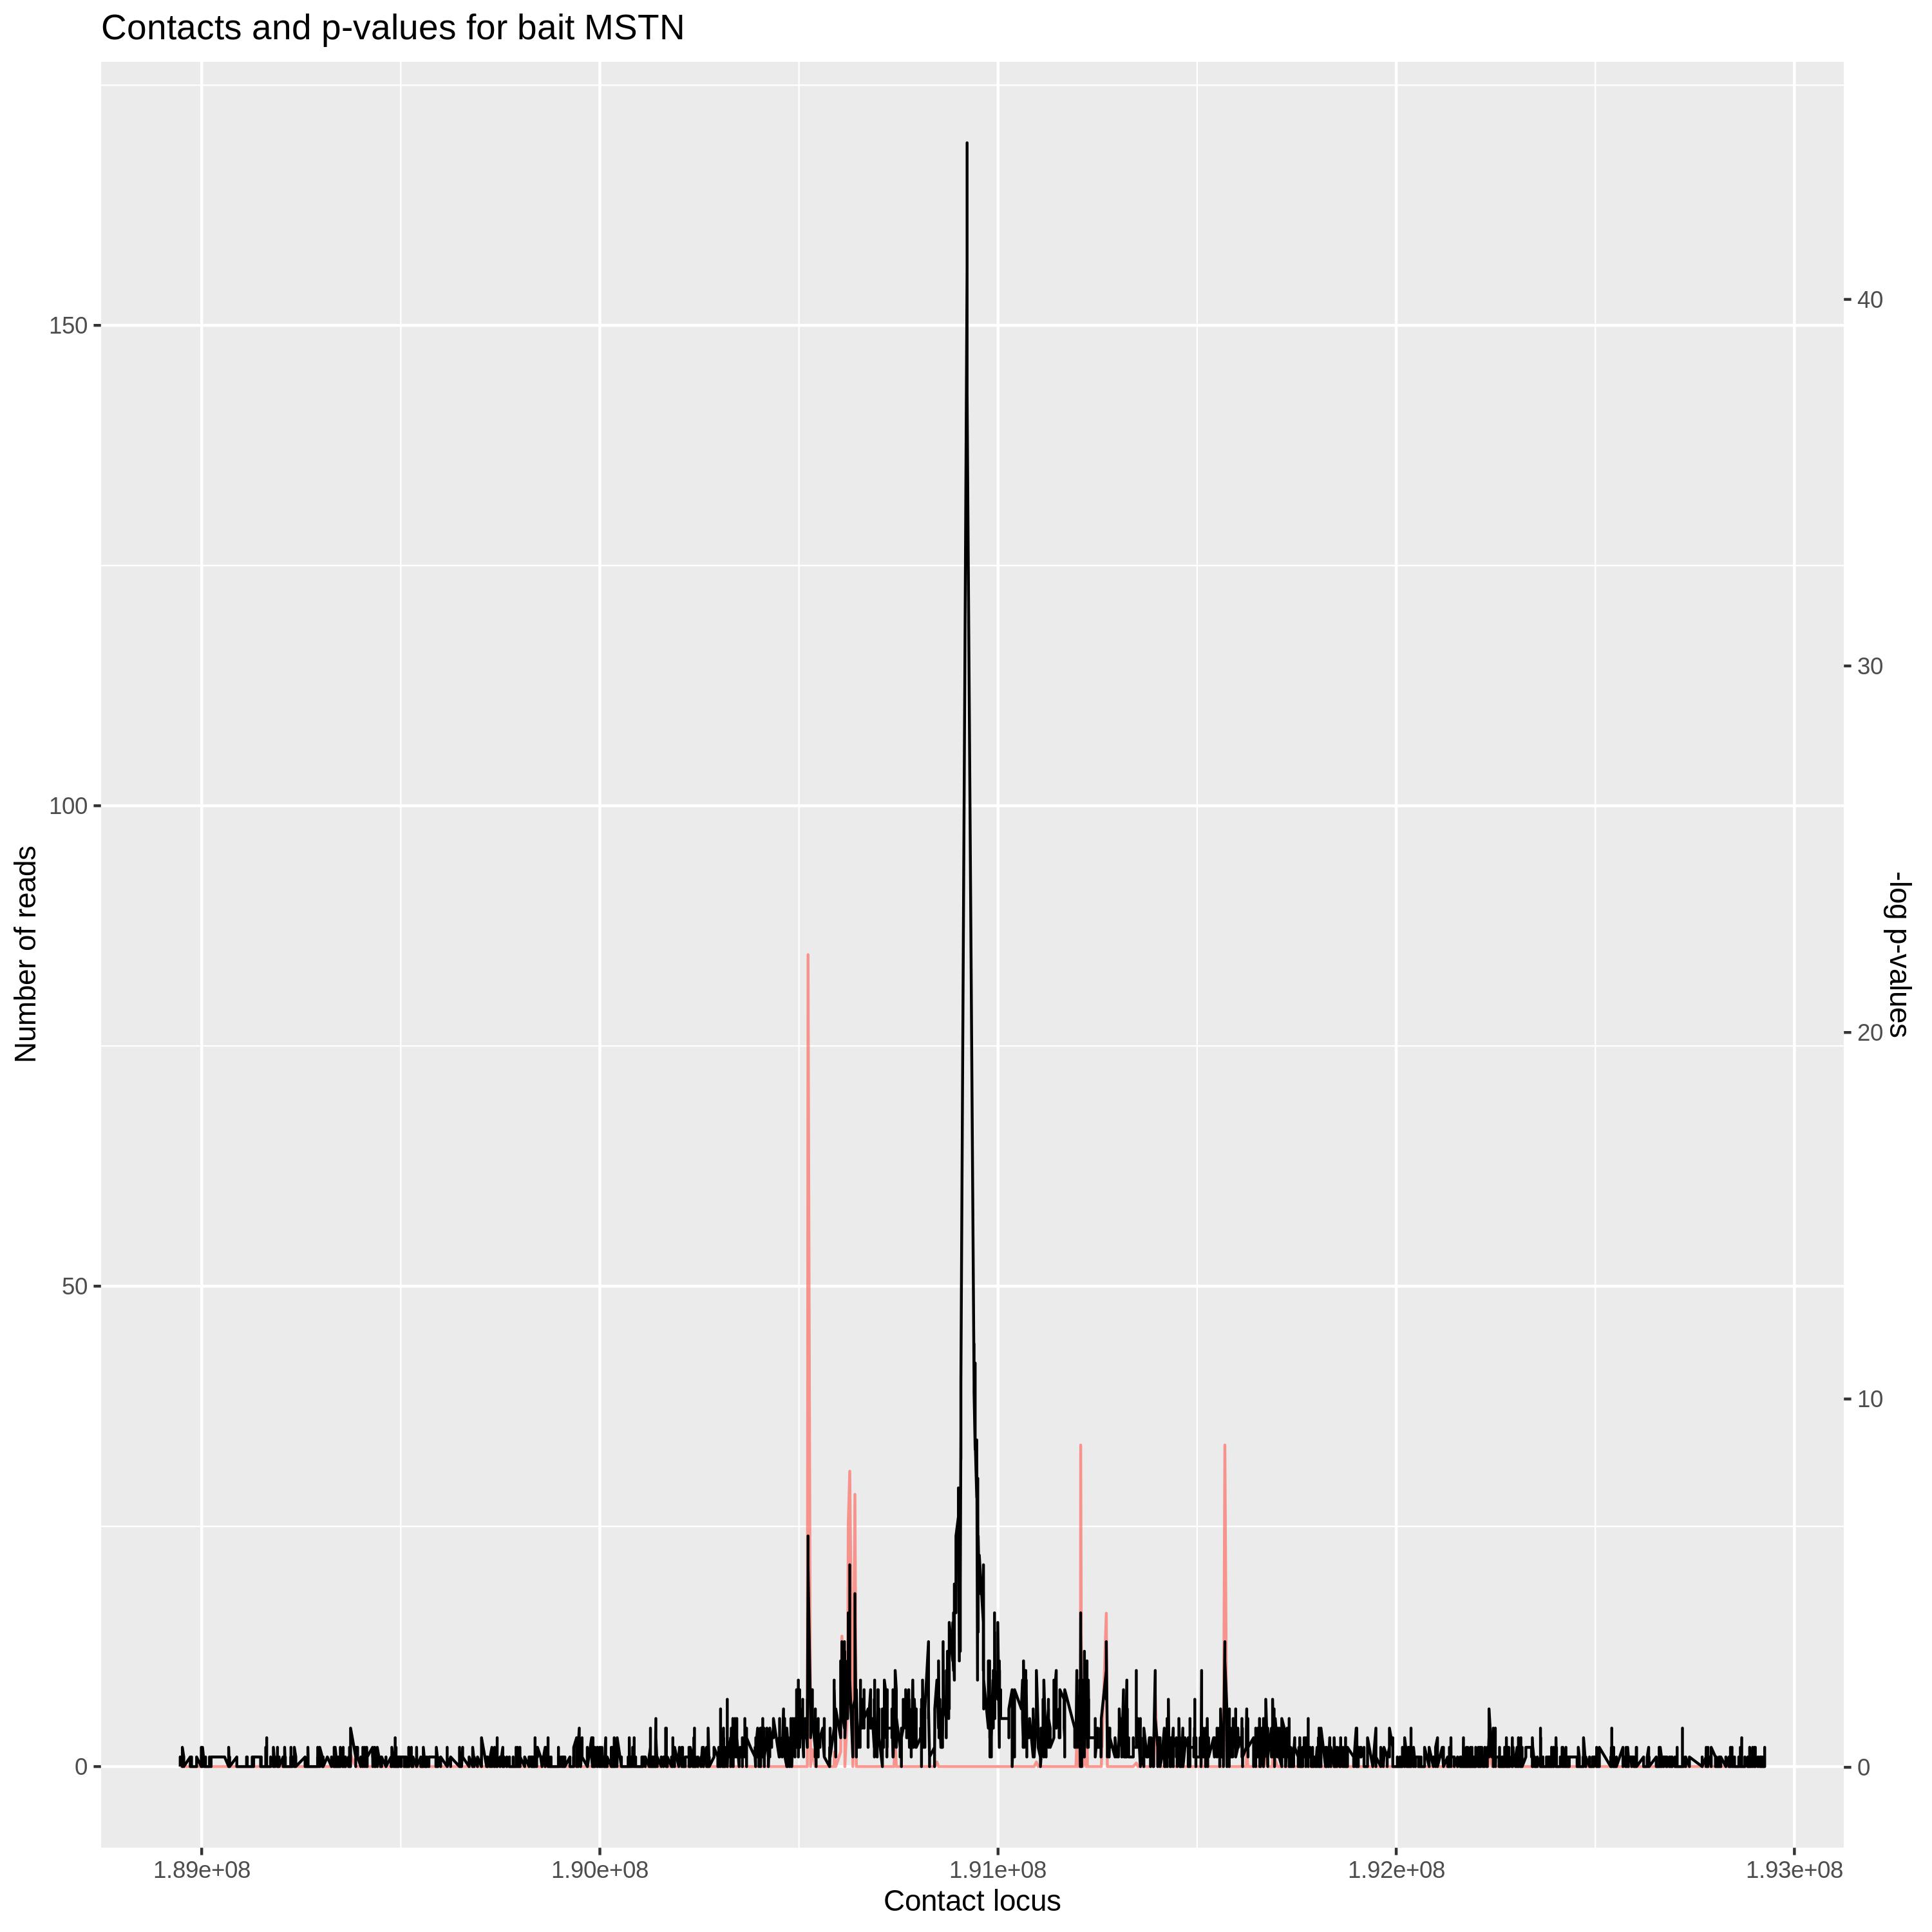 Contacts and p-values for bait MSTN
Number of reads
150
100
50
0
40
30
20
10
0
-log p-values
1.89e+08
1.90e+08
1.91e+08
1.92e+08
1.93e+08
Contact locus